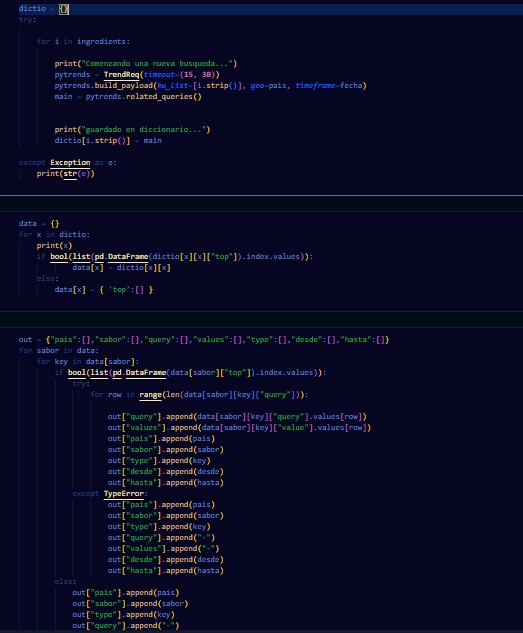 dictio = {}
try:
for i in ingredients:
print("Comenzando una nueva busqueda...")
pytrends = TrendReq(timeout=(15, 30))
pytrends.build_payload(kw_list=[i.strip()], geo=pais, timeframe=fecha)
main = pytrends.related_queries()
print("guardado en diccionario...")
dictio[i.strip()] = main
except Exception as e:
print(str(e))
data = {}
for x in dictio:
print(x)
if bool(list(pd.DataFrame(dictio[x][x]["top"]).index.values)):
data[x] = dictio[x][x]
else:
data[x] = { 'top':[] }
out = {"pais":[],"sabor":[],"query":[],"values":[],"type":[],"desde":[],"hasta":[]}
for sabor in data:
for key in data[sabor]:
if bool(list(pd.DataFrame(data[sabor]["top"]).index.values)):
try:
for row in range(len(data[sabor][key]["query"])):
out["query"].append(data[sabor][key]["query"].values[row])
out["values"].append(data[sabor][key]["value"].values[row])
out["pais"].append(pais)
out["sabor"].append(sabor)
out["type"].append(key)
out["desde"].append(desde)
out["hasta"].append(hasta)
except TypeError:
out["pais"].append(pais)
out["sabor"].append(sabor)
out["type"].append(key)
out["query"].append("-")
out["values"].append("-")
out["desde"].append(desde)
out["hasta"].append(hasta)
else:
out["pais"].append(pais)
out["sabor"].append(sabor)
out["type"].append(key)
out["query"].append("-")